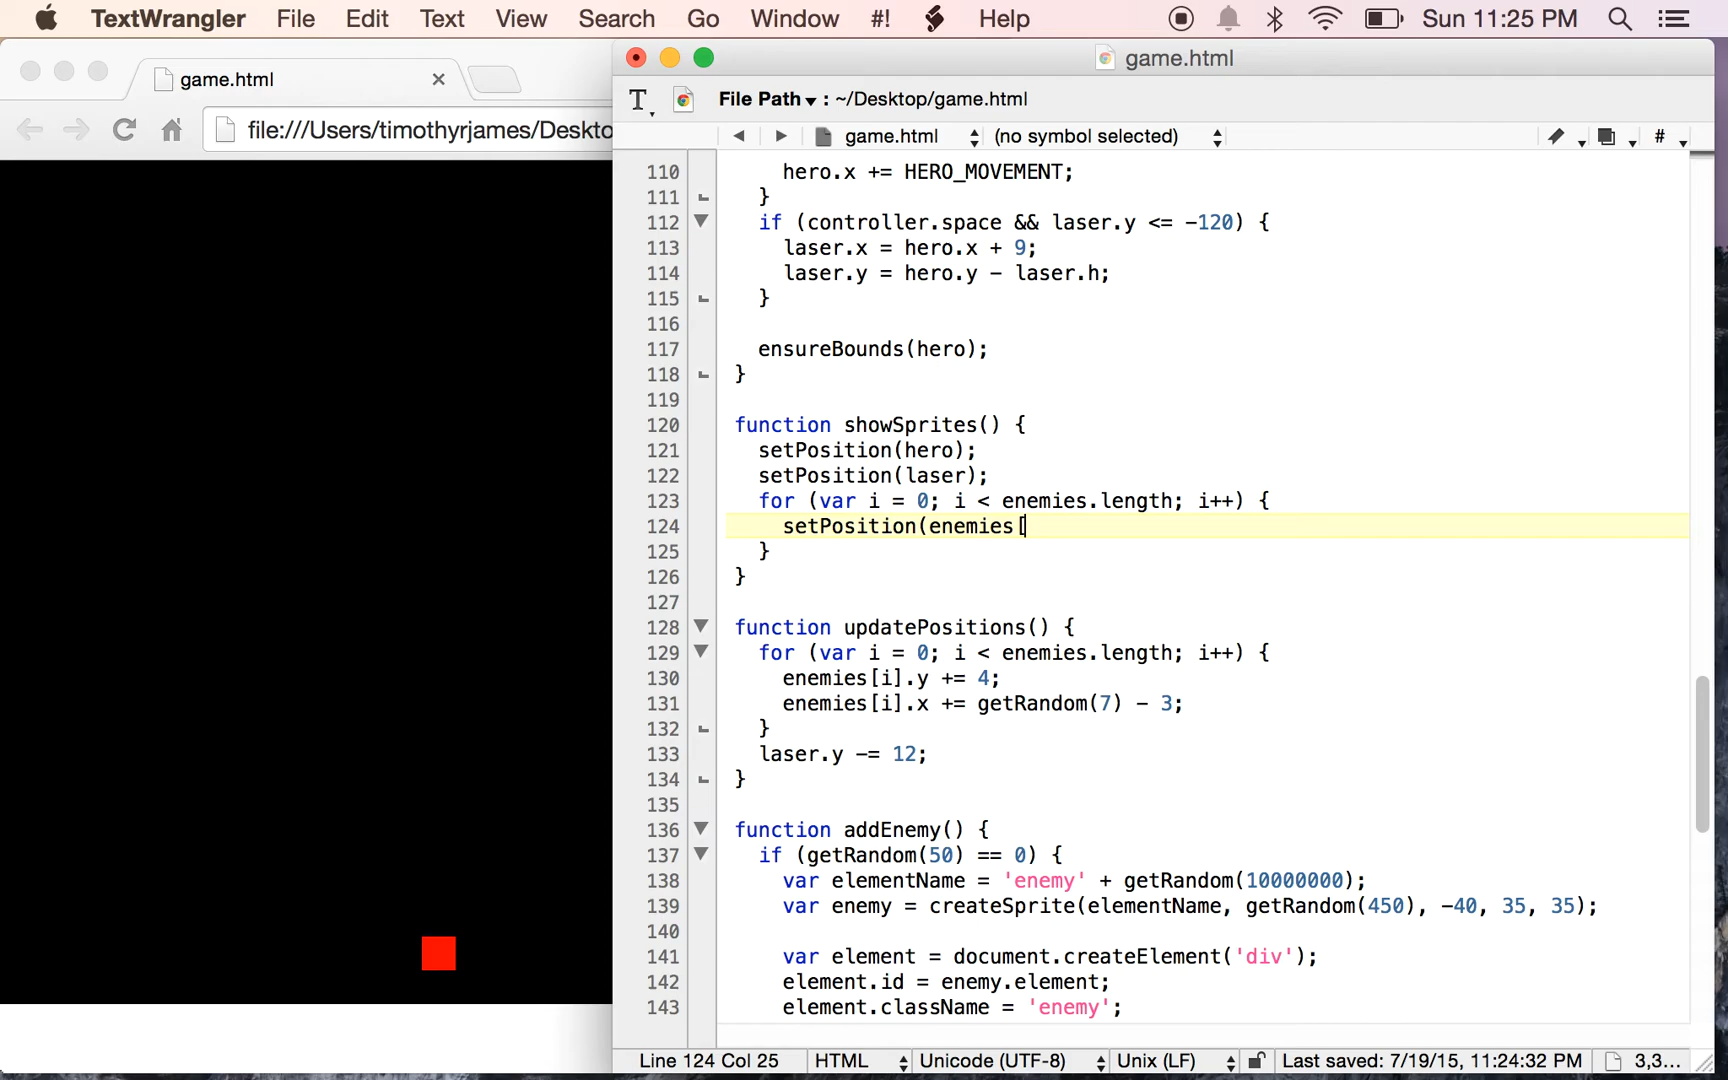 TextWrangler File Edit Text View Search Go Window #! Help Sun 11:25 PM
game.html
file:///Users/timothyrjames/Deskto
game.html
File Path : ~/Desktop/game.html
game.html (no symbol selected) #
110 hero.x += HERO_MOVEMENT;
111 }
112 if (controller.space && laser.y <= -120) {
113 laser.x = hero.x + 9;
114 laser.y = hero.y - laser.h;
115 }
116
117 ensureBounds(hero);
118 }
119
120 function showSprites() {
121 setPosition(hero);
122 setPosition(laser);
123 for (var i = 0; i < enemies.length; i++) {
124 setPosition(enemies[
125 }
126 }
127
128 function updatePositions() {
129 for (var i = 0; i < enemies.length; i++) {
130 enemies[i].y += 4;
131 enemies[i].x += getRandom(7) - 3;
132 }
133 laser.y -= 12;
134 }
135
136 function addEnemy() {
137 if (getRandom(50) == 0) {
138 var elementName = 'enemy' + getRandom(10000000);
139 var enemy = createSprite(elementName, getRandom(450), -40, 35, 35);
140
141 var element = document.createElement('div');
142 element.id = enemy.element;
143 element.className = 'enemy';
Line 124 Col 25 HTML Unicode (UTF-8) Unix (LF) Last saved: 7/19/15, 11:24:32 PM 3,3...